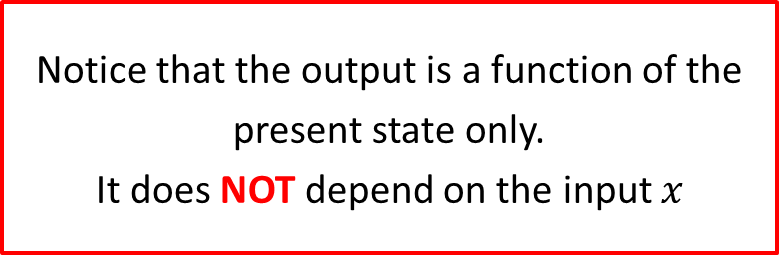 Notice that the output is a function of the
present state only.
It does NOT depend on the input x